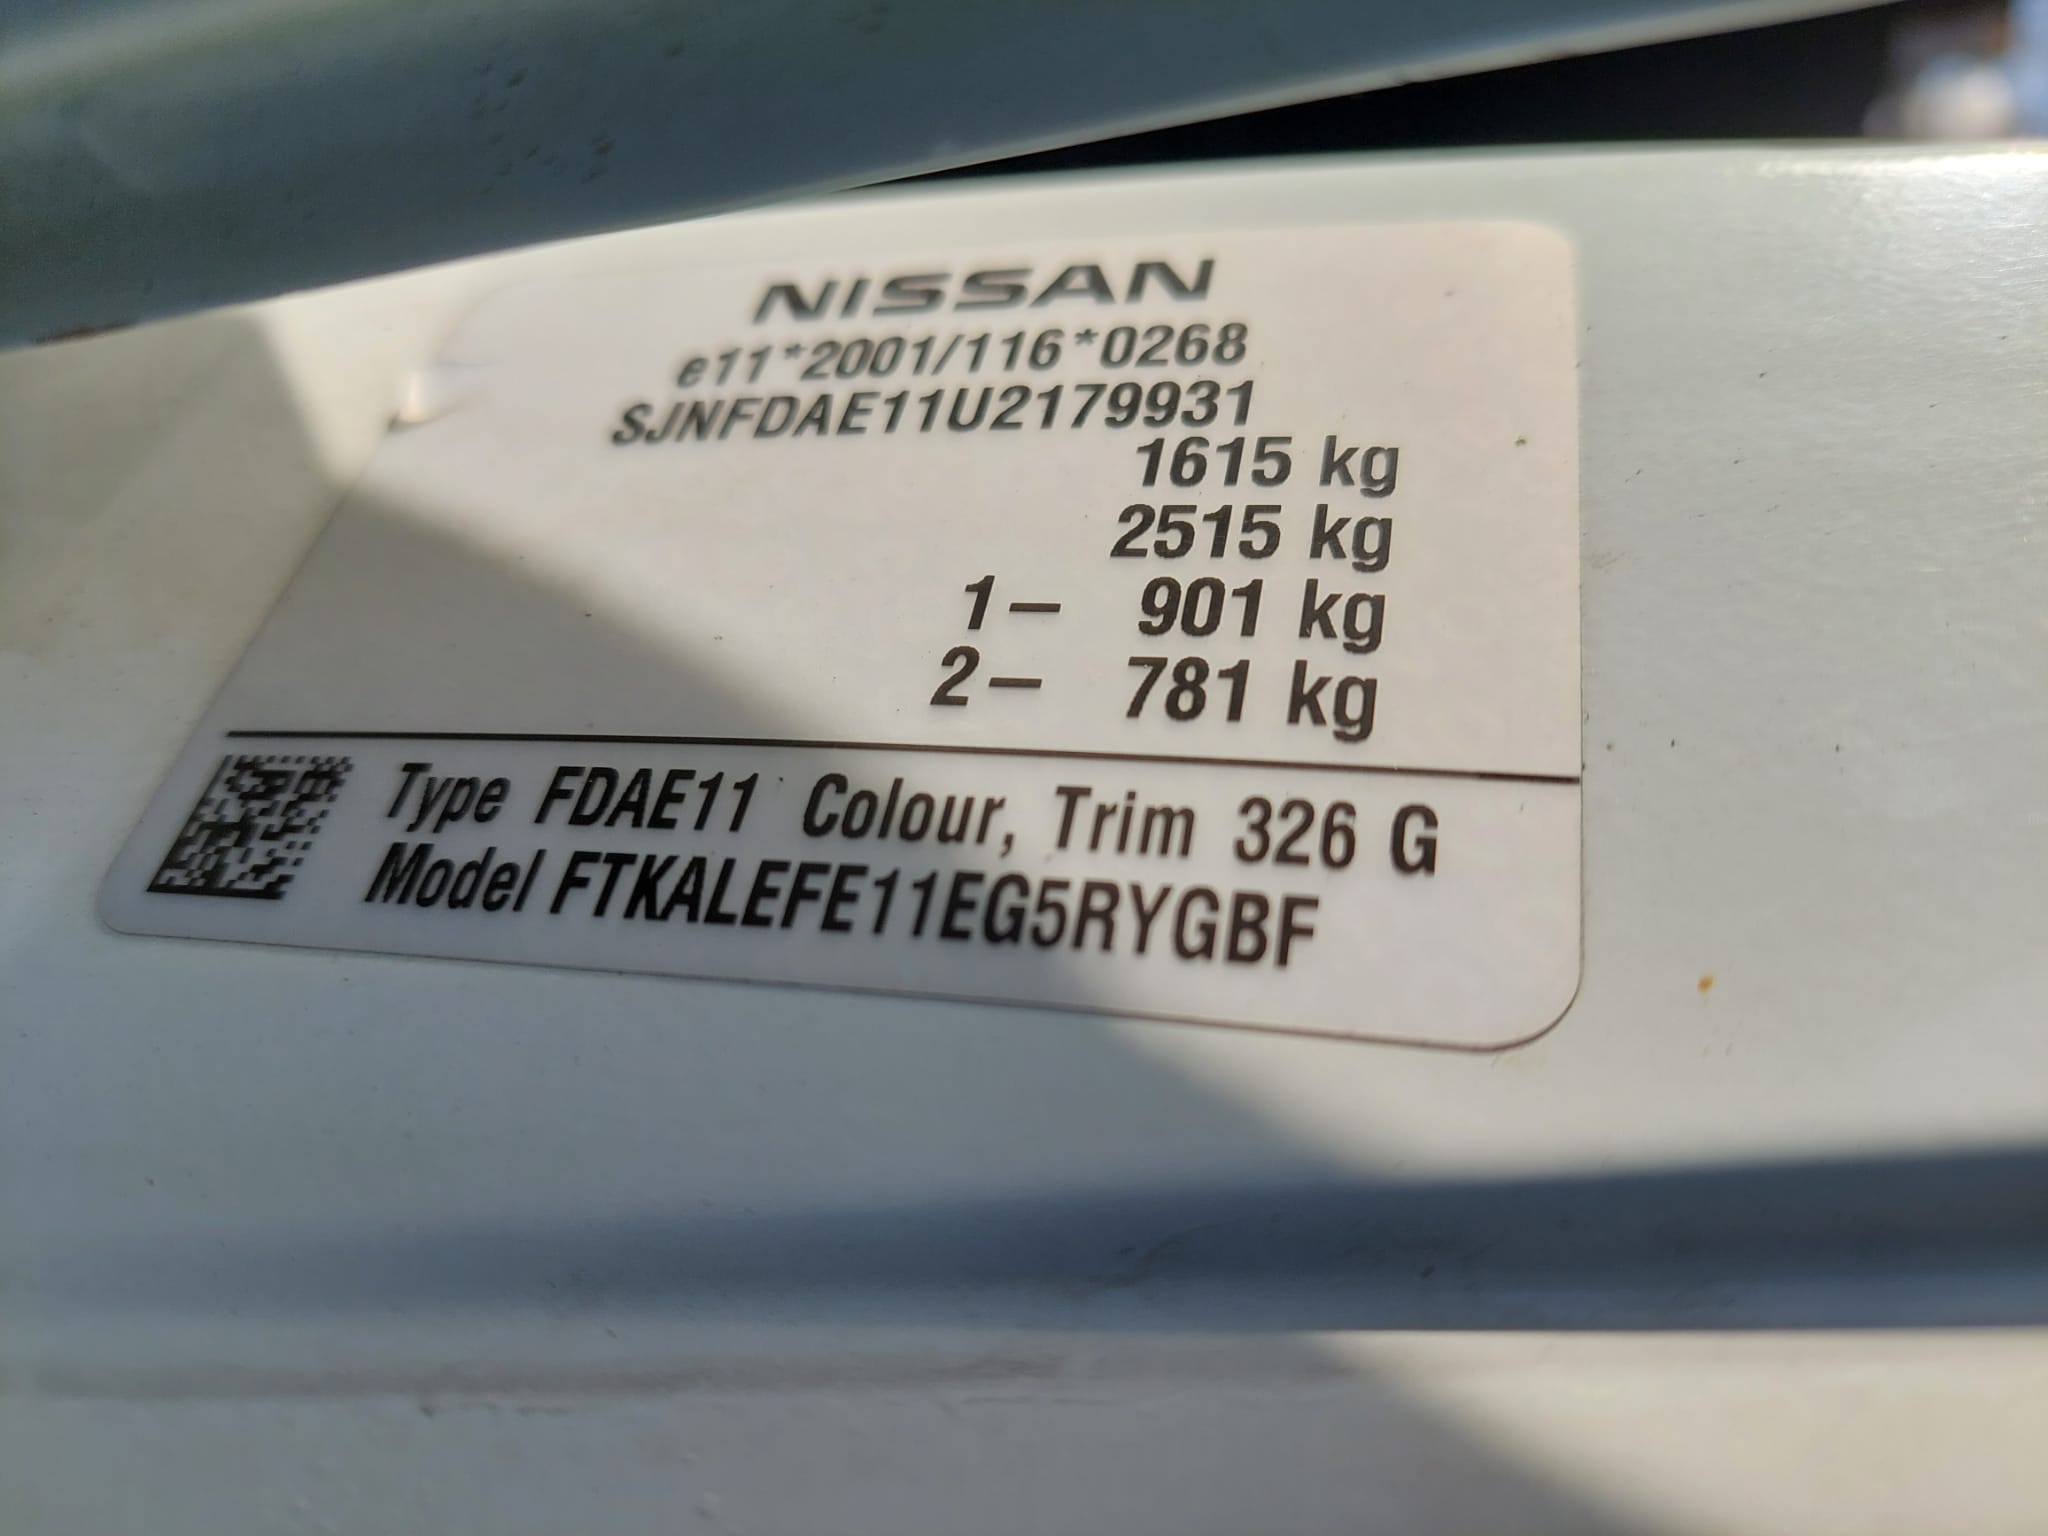 NISSAN
e11*2001/116*0268
SJNFDAE11U2179931
1615 kg
2515 kg
1– 901 kg
2– 781 kg
Type FDAE11 Colour, Trim 326 G
Model FTKALEFE11EG5RYGBF